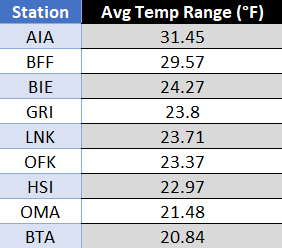 Station Avg Temp Range (°F)
AIA 31.45
BFF 29.57
BIE 24.27
GRI 23.8
LNK 23.71
OFK 23.37
HSI 22.97
OMA 21.48
BTA 20.84